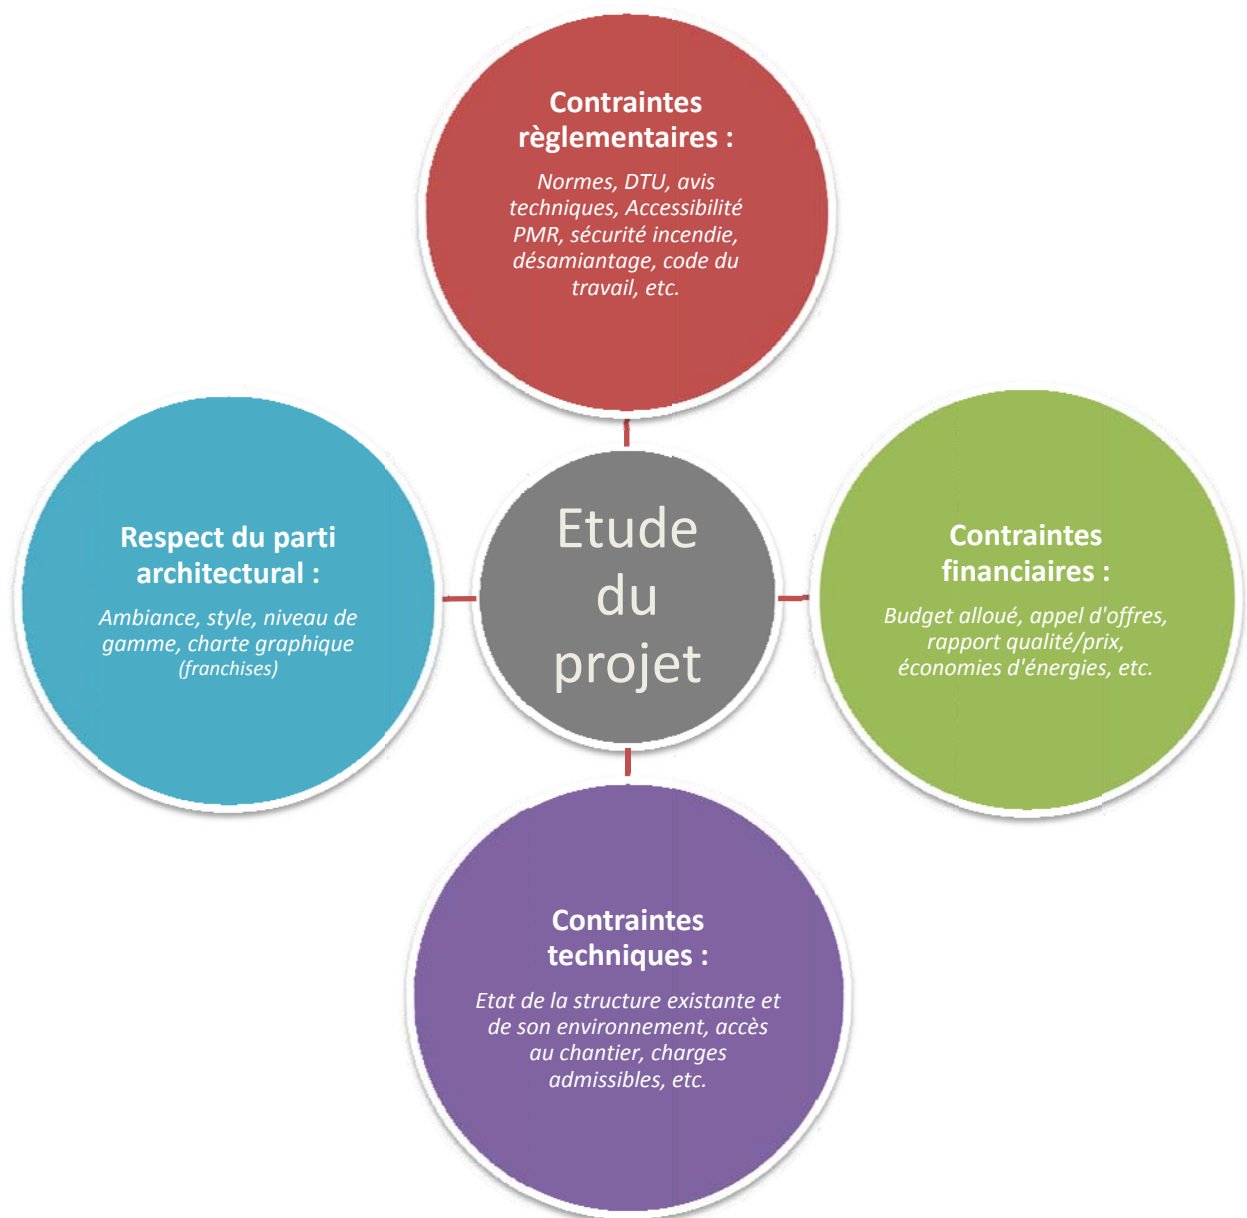 Contraintes
règlementaires :
Normes, DTU, avis
techniques, Accessibilité
PMR, sécurité incendie,
désamiantage, code du
travail, etc.
Respect du parti
architectural :
Ambiance, style, niveau de
gamme, charte graphique
(franchises)
Etude
du
projet
Contraintes
financiaires :
Budget alloué, appel d'offres,
rapport qualité/prix,
économies d'énergies, etc.
Contraintes
techniques :
Etat de la structure existante et
de son environnement, accès
au chantier, charges
admissibles, etc.